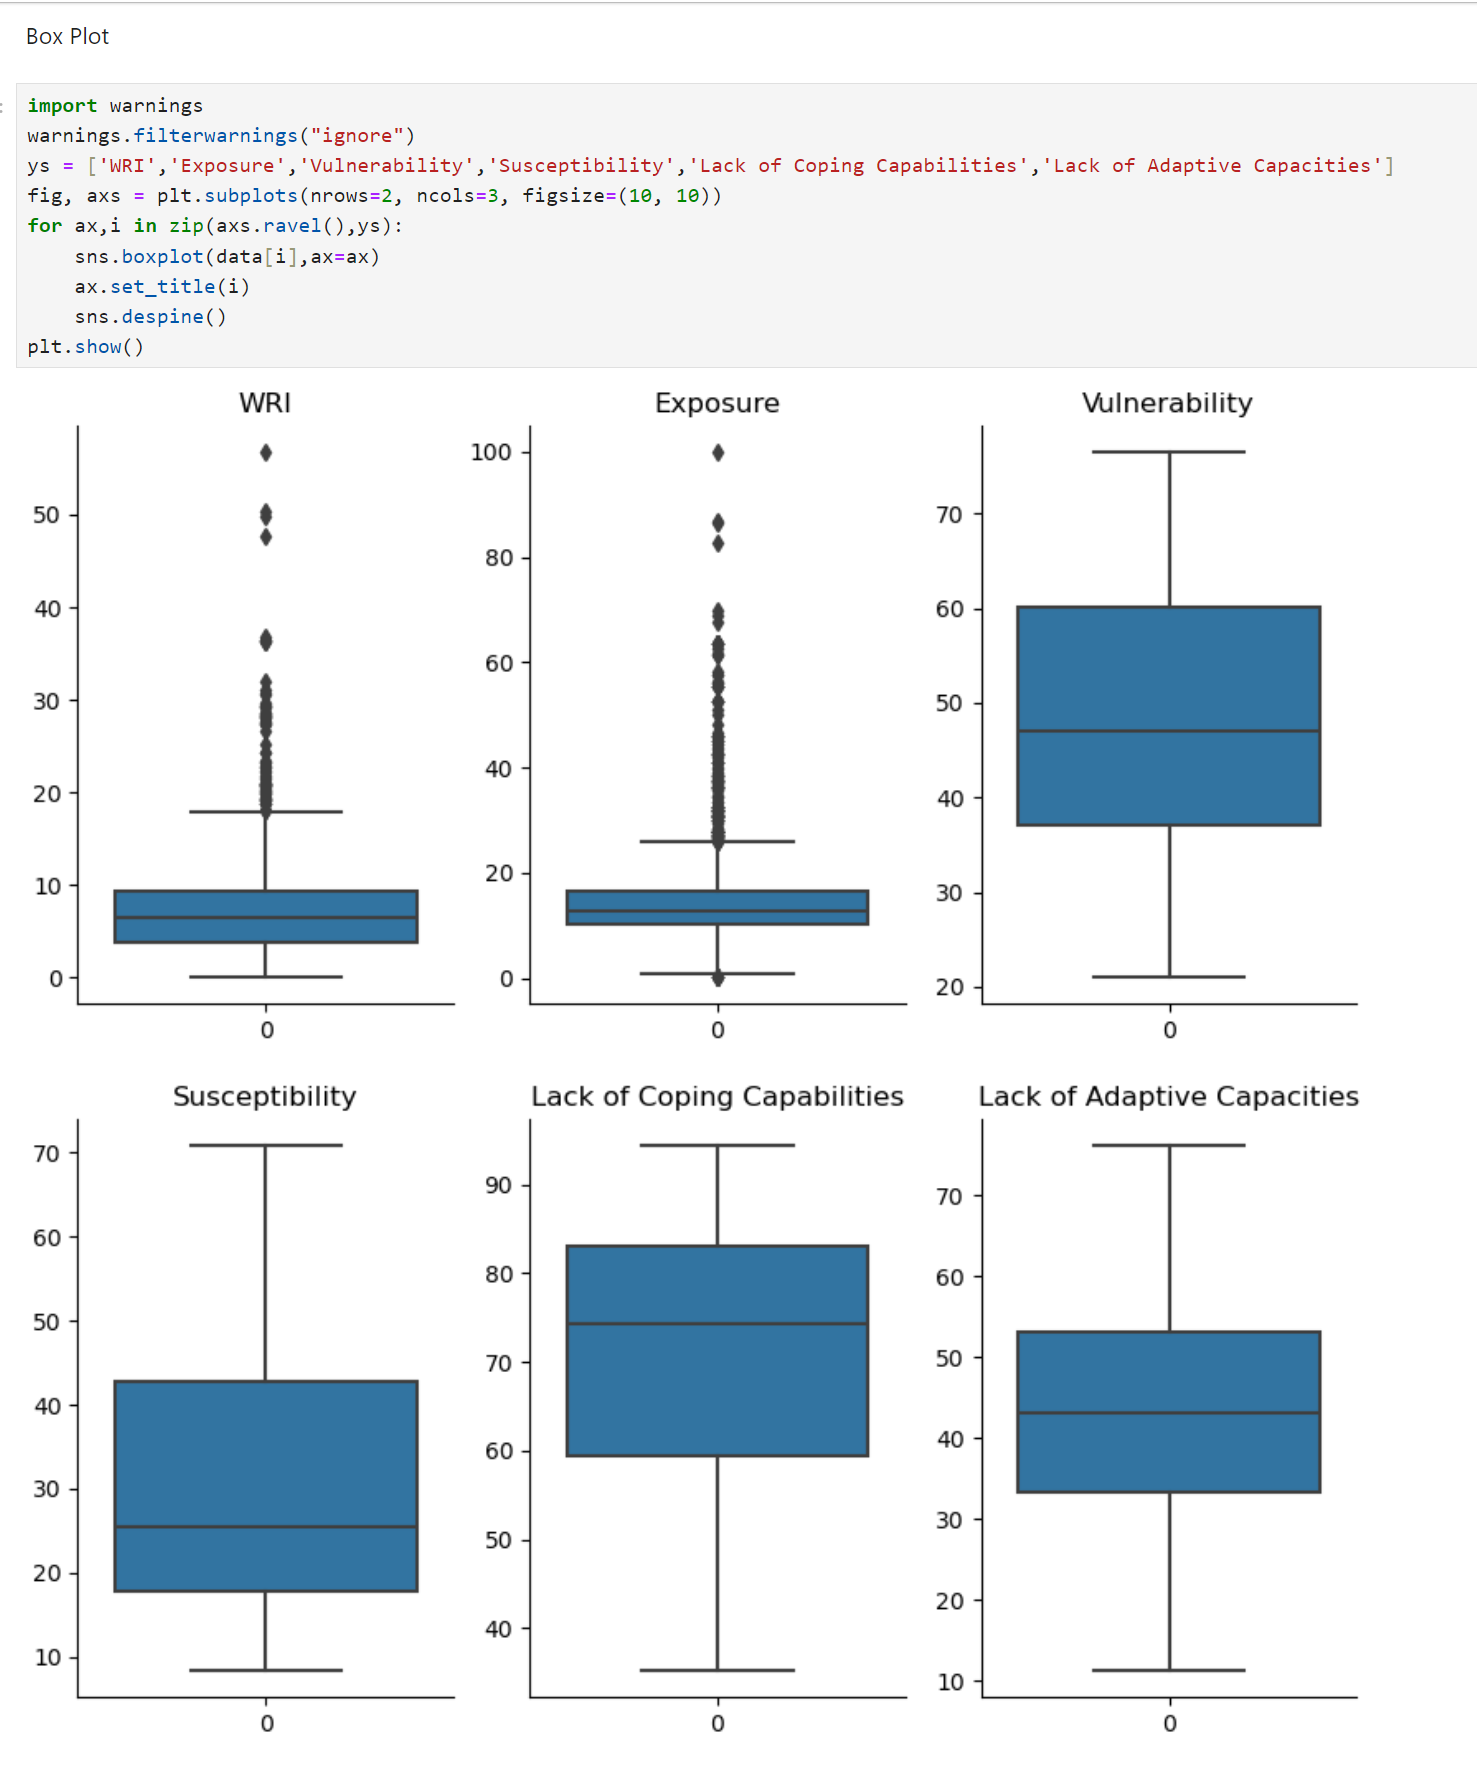 Box Plot
:
import warnings
warnings.filterwarnings("ignore")
ys = ['WRI','Exposure','Vulnerability','Susceptibility','Lack of Coping Capabilities','Lack of Adaptive Capacities']
fig, axs = plt.subplots(nrows=2, ncols=3, figsize=(10, 10))
for ax,i in zip(axs.ravel(),ys):
    sns.boxplot(data[i],ax=ax)
    ax.set_title(i)
    sns.despine()
plt.show()
WRI
50
40
30
20
10
0
0
Exposure
100
80
60
40
20
0
0
Vulnerability
70
60
50
40
30
20
0
Susceptibility
70
60
50
40
30
20
10
0
Lack of Coping Capabilities
90
80
70
60
50
40
0
Lack of Adaptive Capacities
70
60
50
40
30
20
10
0